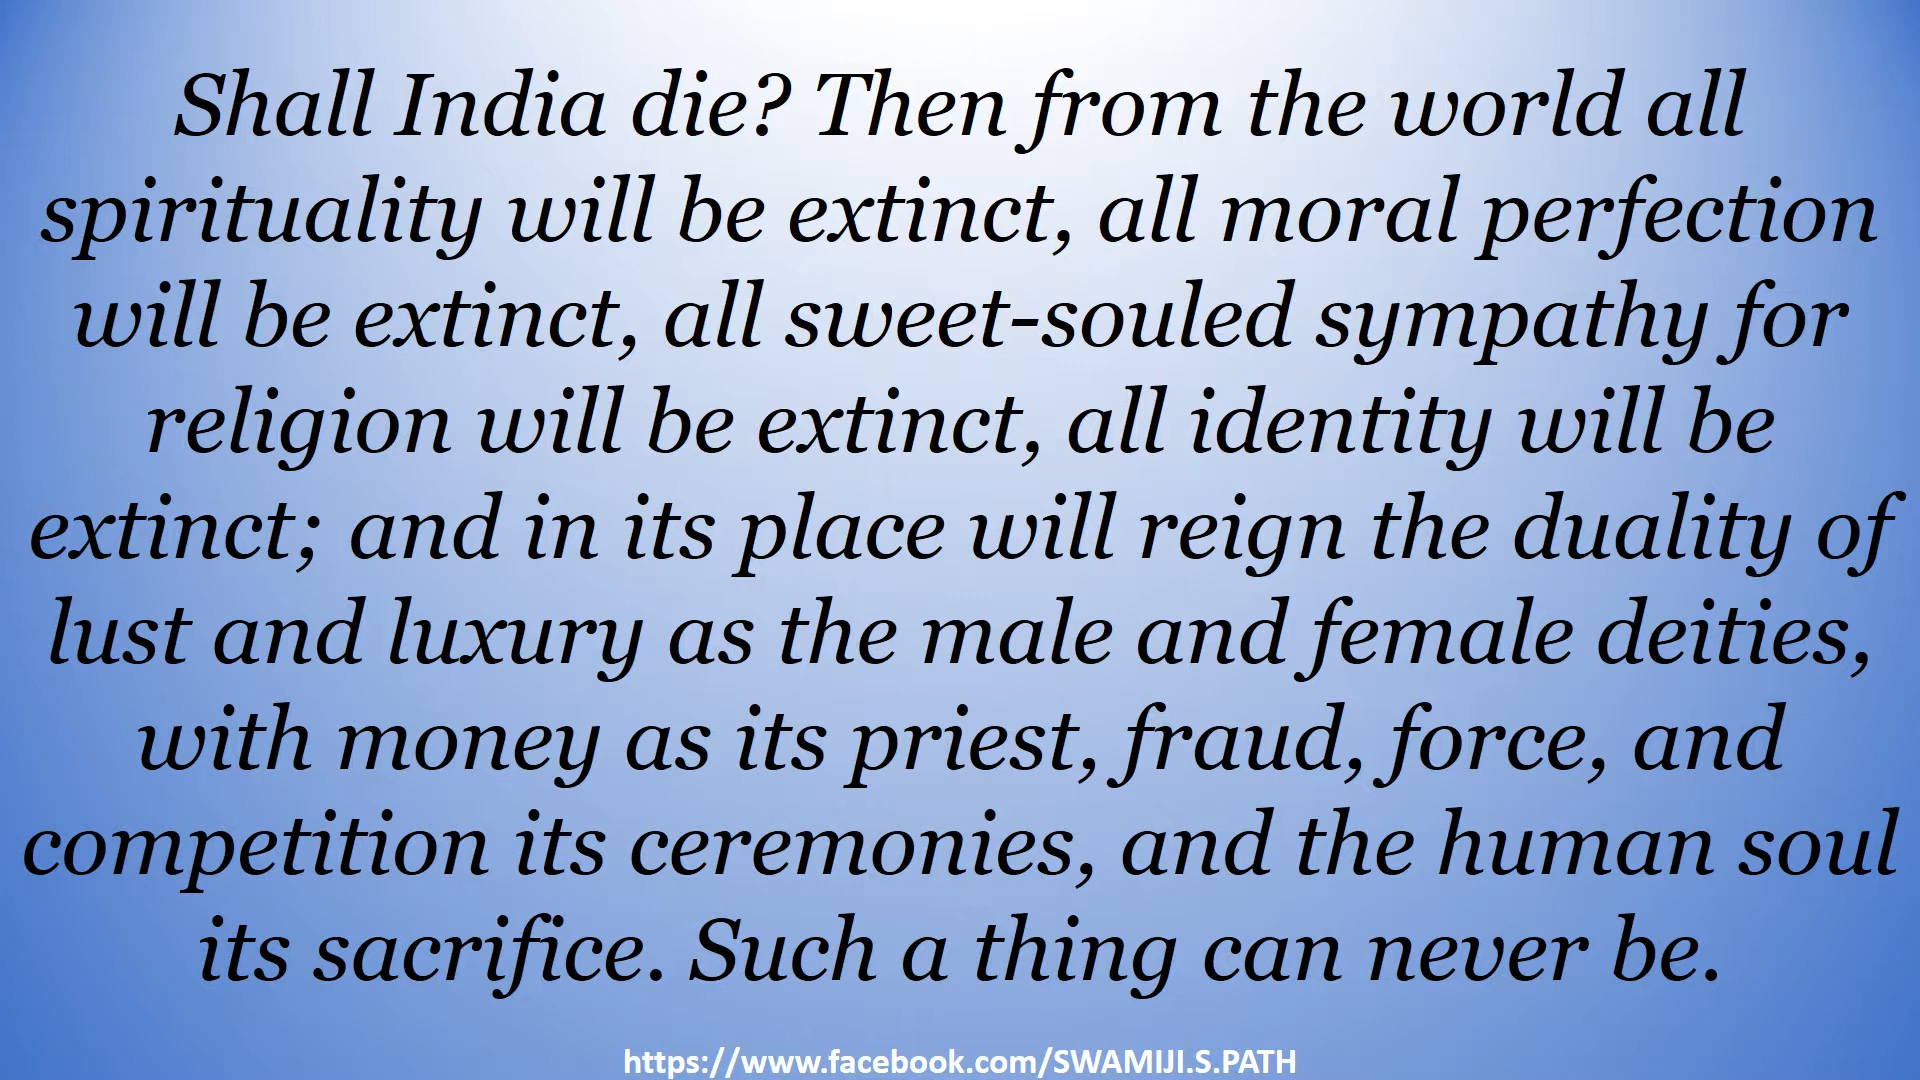 Shall India die? Then from the world all
spirituality will be extinct, all moral perfection
will be extinct, all sweet-souled sympathy for
religion will be extinct, all identity will be
extinct; and in its place will reign the duality of
lust and luxury as the male and female deities,
with money as its priest, fraud, force, and
competition its ceremonies, and the human soul
its sacrifice. Such a thing can never be.
https://www.facebook.com/SWAMIJI.S.PATH